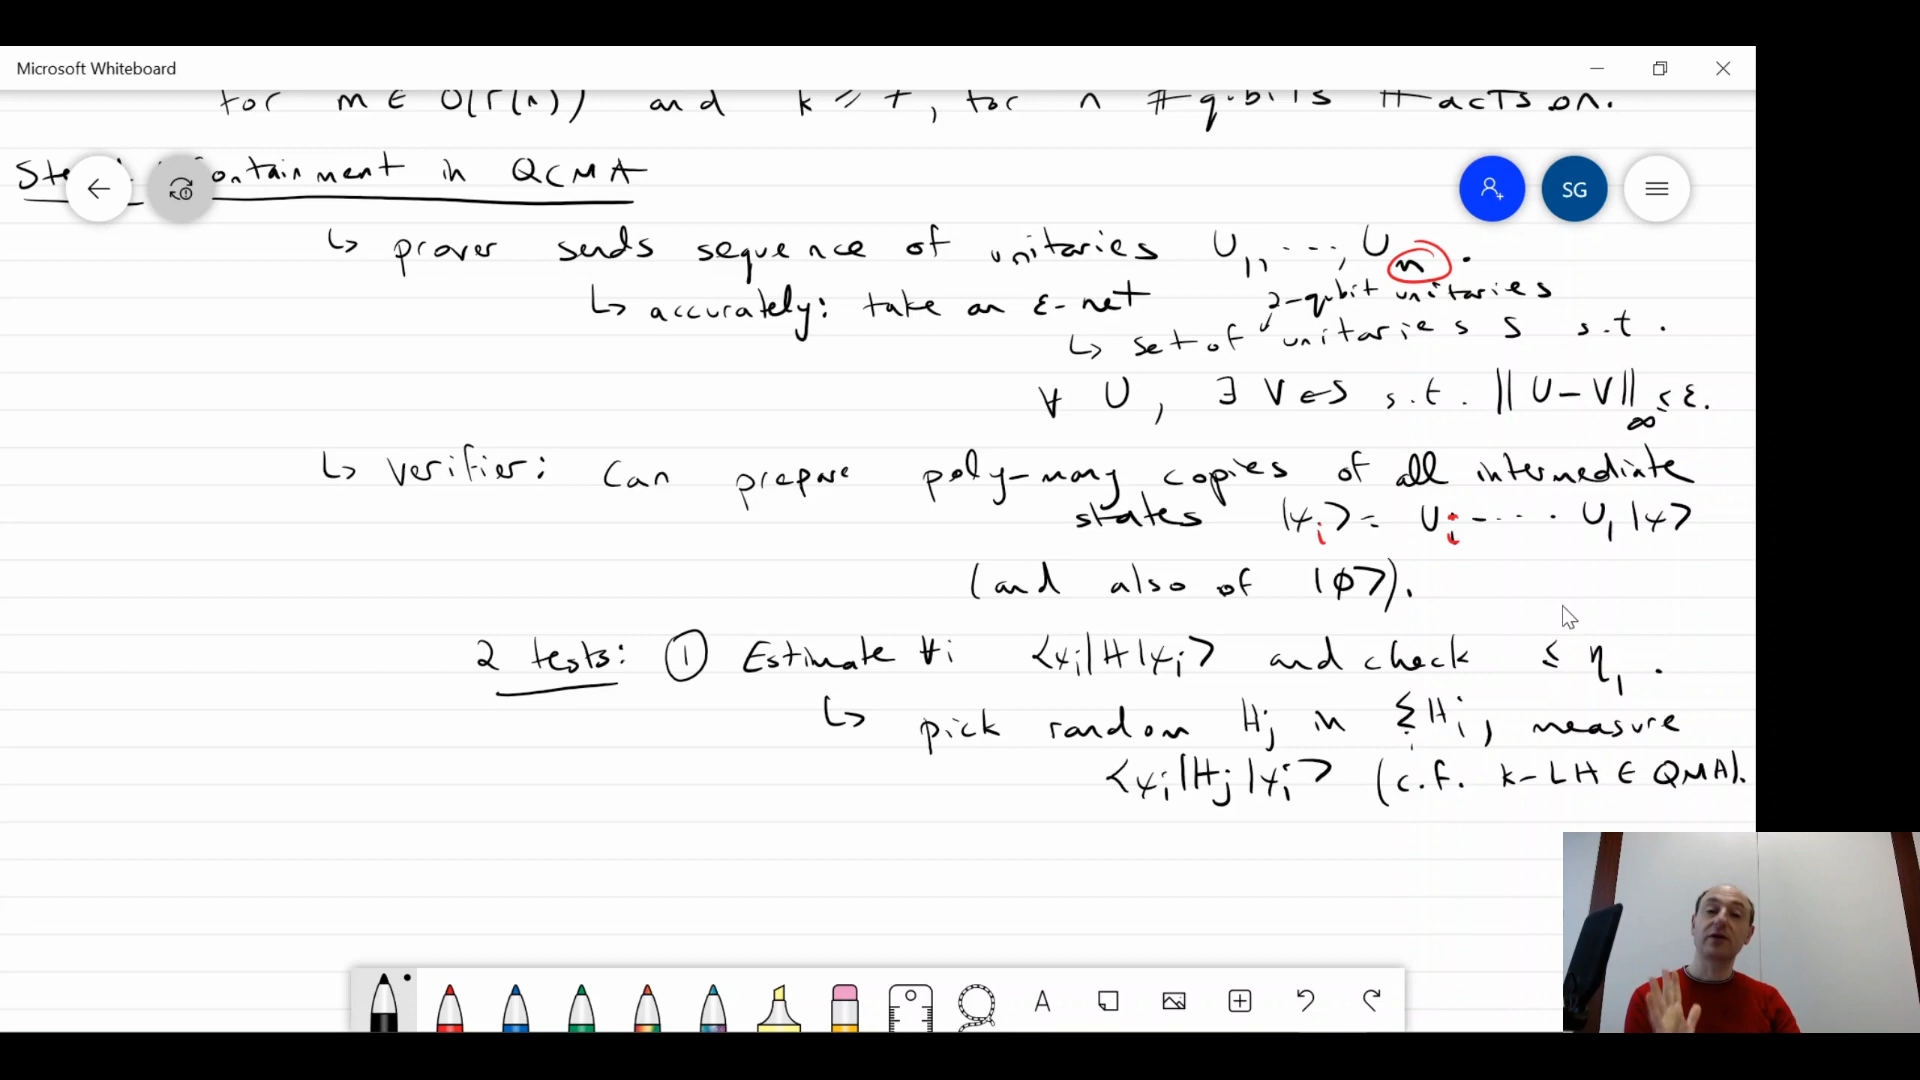 Microsoft Whiteboard
for m ∈ O(r(n)) and k ≥ 7, for n # qubits H acts on.
Containment in QCMA
SG
↳ prover sends sequence of unitaries U₁, ..., Uₘ.
↳ accurately: take an ε-net
2-qubit unitaries
↳ set of unitaries S s.t.
∀ U, ∃ V ∈ S s.t. ‖U - V‖∞ ≤ ε.
↳ verifier: can prepare poly-many copies of all intermediate
states |ψᵢ> = Uᵢ ... U₁|ψ>
(and also of |φ>).
2 tests: ① Estimate ∀i <ψᵢ|H|ψᵢ> and check ≤ η₁.
↳ pick random Hⱼ in Σᵢ Hᵢ, measure
<ψᵢ|Hⱼ|ψᵢ> (c.f. k-LH ∈ QMA).
A